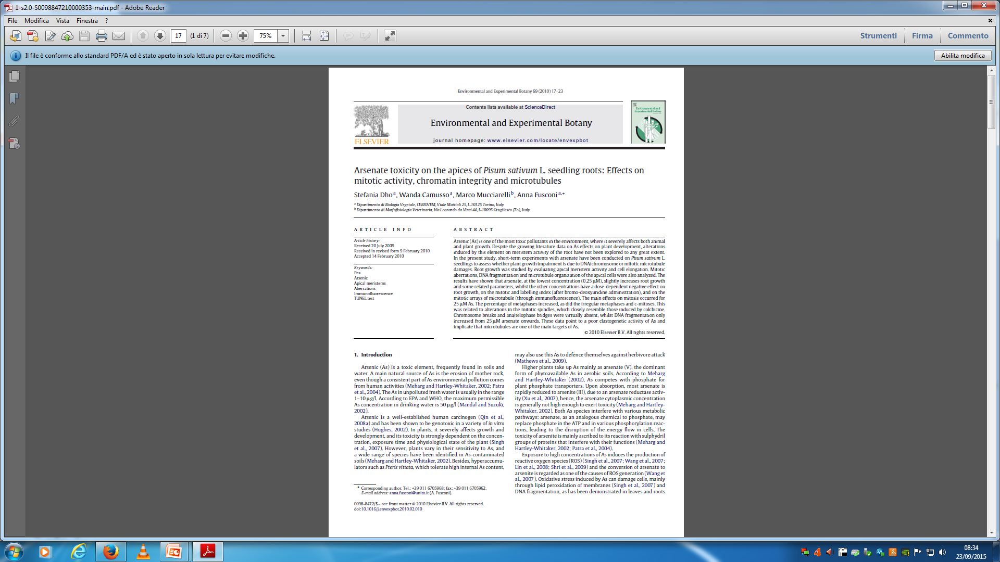 1-s2.0-S0098847210000353-main.pdf - Adobe Reader
File Modifica Vista Finestra ?
17 (1 di 7) 75% Strumenti Firma Commento
Il file è conforme allo standard PDF/A ed è stato aperto in sola lettura per evitare modifiche. Abilita modifica
Environmental and Experimental Botany 69 (2010) 17–23
Contents lists available at ScienceDirect
Environmental and Experimental Botany
journal homepage: www.elsevier.com/locate/envexpbot
ELSEVIER
Environmental and
Experimental Botany
Arsenate toxicity on the apices of Pisum sativum L. seedling roots: Effects on
mitotic activity, chromatin integrity and microtubules
Stefania Dho a, Wanda Camusso a, Marco Mucciarelli b, Anna Fusconi a,*
a Dipartimento di Biologia Vegetale, CEBIOVEM, Viale Mattioli 25, I-10125 Torino, Italy
b Dipartimento di Morfofisiologia Veterinaria, Via Leonardo da Vinci 44, I-10095 Grugliasco (To), Italy
ARTICLE INFO
Article history:
Received 20 July 2009
Received in revised form 9 February 2010
Accepted 14 February 2010
Keywords:
Pea
Arsenic
Apical meristems
Aberrations
Immunofluorescence
TUNEL test
ABSTRACT
Arsenic (As) is one of the most toxic pollutants in the environment, where it severely affects both animal
and plant growth. Despite the growing literature data on As effects on plant development, alterations
induced by this element on meristem activity of the root have not been explored to any great extent.
In the present study, short-term experiments with arsenate have been conducted on Pisum sativum L.
seedlings to assess whether plant growth impairment is due to DNA/chromosome or mitotic microtubule
damages. Root growth was studied by evaluating apical meristem activity and cell elongation. Mitotic
aberrations, DNA fragmentation and microtubule organization of the apical cells were also analyzed. The
results have shown that arsenate, at the lowest concentration (0.25 μM), slightly increases root growth
and some related parameters, whilst the other concentrations have a dose-dependent negative effect on
root growth, on the mitotic and labelling index (after bromo-deoxyuridine administration), and on the
mitotic arrays of microtubule (through immunofluorescence). The main effects on mitosis occurred for
25 μM As. The percentage of metaphases increased, as did the irregular metaphases and c-mitoses. This
was related to alterations in the mitotic spindles, which closely resemble those induced by colchicine.
Chromosome breaks and ana/telophase bridges were virtually absent, whilst DNA fragmentation only
increased from 25 μM arsenate onwards. These data point to a poor clastogenetic activity of As and
implicate that microtubules are one of the main targets of As.
© 2010 Elsevier B.V. All rights reserved.
1. Introduction
Arsenic (As) is a toxic element, frequently found in soils and
water. A main natural source of As is the erosion of mother rock,
even though a consistent part of As environmental pollution comes
from human activities (Meharg and Hartley-Whitaker, 2002; Patra
et al., 2004). The As in unpolluted fresh water is usually in the range
1–10 μg/l. According to EPA and WHO, the maximum permissible
As concentration in drinking water is 50 μg/l (Mandal and Suzuki,
2002).
Arsenic is a well-established human carcinogen (Qin et al.,
2008a) and has been shown to be genotoxic in a variety of in vitro
studies (Hughes, 2002). In plants, it severely affects growth and
development, and its toxicity is strongly dependent on the concen-
tration, exposure time and physiological state of the plant (Singh
et al., 2007). However, plants vary in their sensitivity to As, and
a wide range of species have been identified in As-contaminated
soils (Meharg and Hartley-Whitaker, 2002). Besides, hyperaccumu-
lators such as Pteris vittata, which tolerate high internal As content,
* Corresponding author. Tel.: +39 011 6705968; fax: +39 011 6705962.
E-mail address: anna.fusconi@unito.it (A. Fusconi).
0098-8472/$ – see front matter © 2010 Elsevier B.V. All rights reserved.
doi:10.1016/j.envexpbot.2010.02.010
may also use this As to defence themselves against herbivore attack
(Mathews et al., 2009).
Higher plants take up As mainly as arsenate (V), the dominant
form of phytoavailable As in aerobic soils. According to Meharg
and Hartley-Whitaker (2002), As competes with phosphate for
plant phosphate transporters. Upon absorption, most arsenate is
rapidly reduced to arsenite (III), due to an arsenate reductase activ-
ity (Xu et al., 2007), hence, the arsenate cytoplasmic concentration
is generally not high enough to exert toxicity (Meharg and Hartley-
Whitaker, 2002). Both As species interfere with various metabolic
pathways: arsenate, as an analogous chemical to phosphate, may
replace phosphate in the ATP and in various phosphorylation reac-
tions, leading to the disruption of the energy flow in cells. The
toxicity of arsenite is mainly ascribed to its reaction with sulphydril
groups of proteins that interfere with their functions (Meharg and
Hartley-Whitaker, 2002; Patra et al., 2004).
Exposure to high concentrations of As induces the production of
reactive oxygen species (ROS) (Singh et al., 2007; Wang et al., 2007;
Lin et al., 2008; Shri et al., 2009) and the conversion of arsenate to
arsenite is regarded as one of the causes of ROS generation (Wang et
al., 2007). Oxidative stress induced by As can damage cells, mainly
through lipid peroxidation of membranes (Singh et al., 2007) and
DNA fragmentation, as has been demonstrated in leaves and roots
08:34
23/09/2015